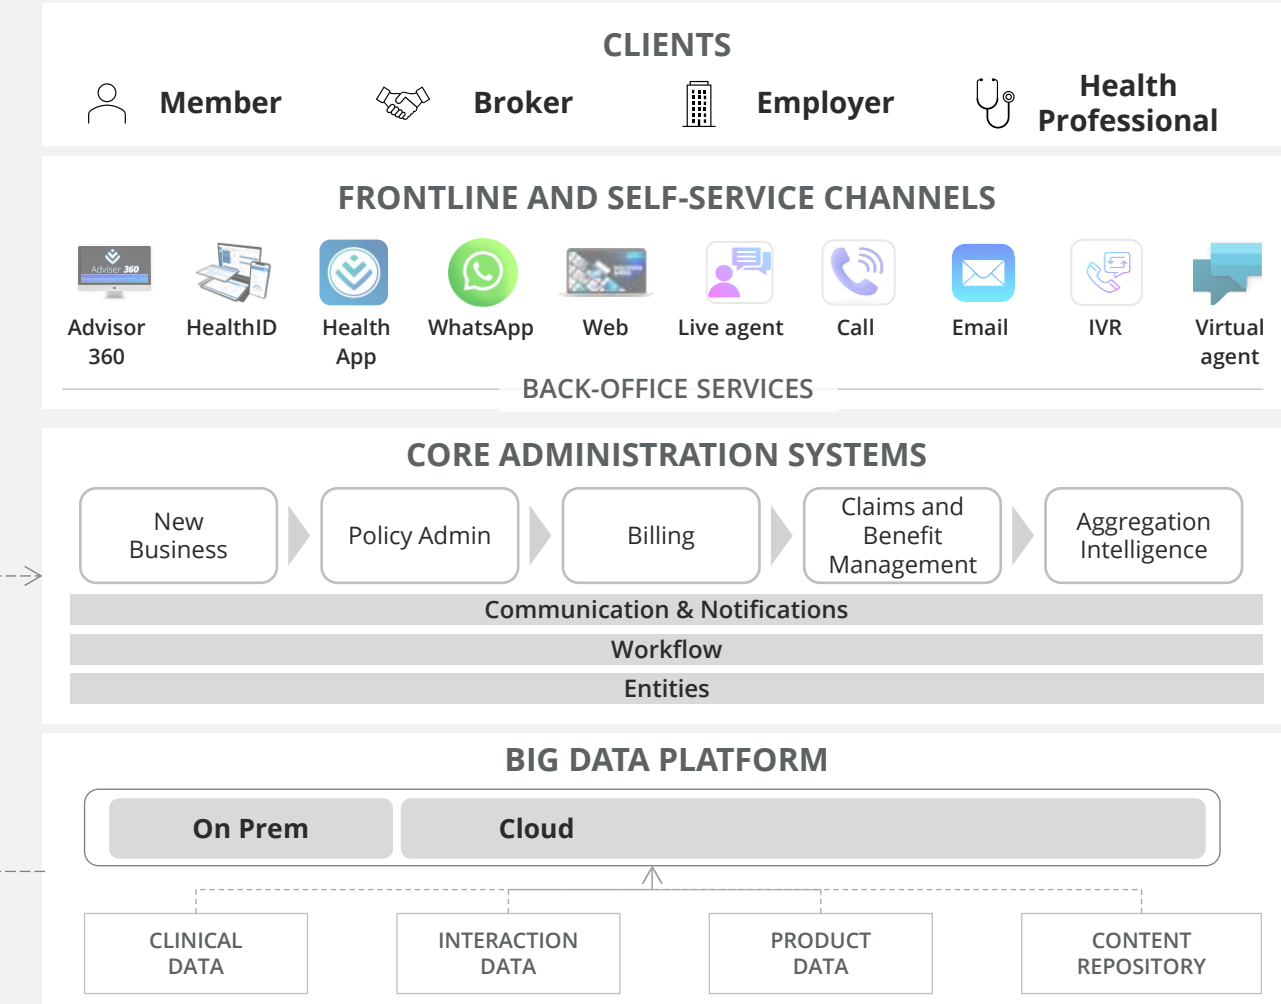 CLIENTS
Member
Broker
Employer
Health
Professional
FRONTLINE AND SELF-SERVICE CHANNELS
Adviser 360
Advisor
360
HealthID
Health
App
WhatsApp
Web
Live agent
Call
Email
IVR
Virtual
agent
BACK-OFFICE SERVICES
CORE ADMINISTRATION SYSTEMS
New
Business
Policy Admin
Billing
Claims and
Benefit
Management
Aggregation
Intelligence
Communication & Notifications
Workflow
Entities
BIG DATA PLATFORM
On Prem
Cloud
CLINICAL
DATA
INTERACTION
DATA
PRODUCT
DATA
CONTENT
REPOSITORY